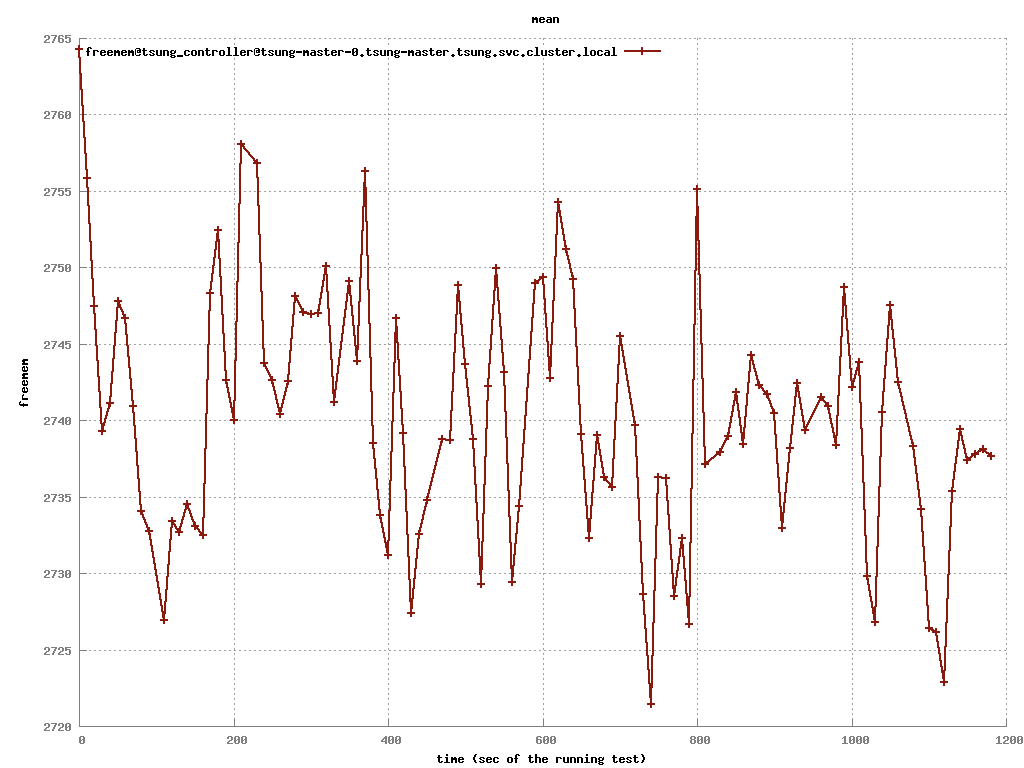 mean
freemem@tsung_controller@tsung-master-0.tsung-master.tsung.svc.cluster.local
2765
2760
2755
2750
2745
2740
2735
2730
2725
2720
freemem
0 200 400 600 800 1000 1200
time (sec of the running test)